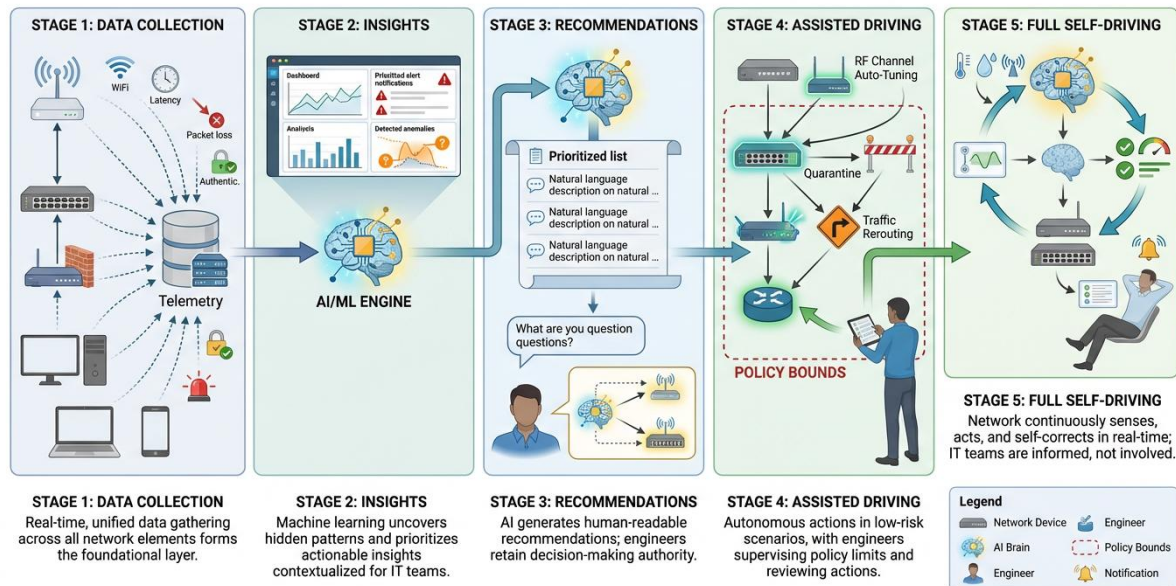 STAGE 1: DATA COLLECTION
WiFi
Latency
Packet loss
Authentic.
Telemetry
STAGE 2: INSIGHTS
Dashboard
alert
notifications
Analysis
Detected anomalies
AI/ML ENGINE
STAGE 3: RECOMMENDATIONS
Prioritized list
Natural language
description on natural ...
Natural language
description on natural ...
Natural language
description on natural ...
What are you question
questions?
STAGE 4: ASSISTED DRIVING
RF Channel
Auto-Tuning
Quarantine
Traffic
Rerouting
POLICY BOUNDS
STAGE 5: FULL SELF-DRIVING
STAGE 1: DATA COLLECTION
Real-time, unified data gathering
across all network elements forms
the foundational layer.
STAGE 2: INSIGHTS
Machine learning uncovers
hidden patterns and prioritizes
actionable insights
contextualized for IT teams.
STAGE 3: RECOMMENDATIONS
AI generates human-readable
recommendations; engineers
retain decision-making authority.
STAGE 4: ASSISTED DRIVING
Autonomous actions in low-risk
scenarios, with engineers
supervising policy limits and
reviewing actions.
STAGE 5: FULL SELF-DRIVING
Network continuously senses,
acts, and self-corrects in real-time;
IT teams are informed, not involved.
Legend
Network Device
Engineer
AI Brain
Policy Bounds
Engineer
Notification